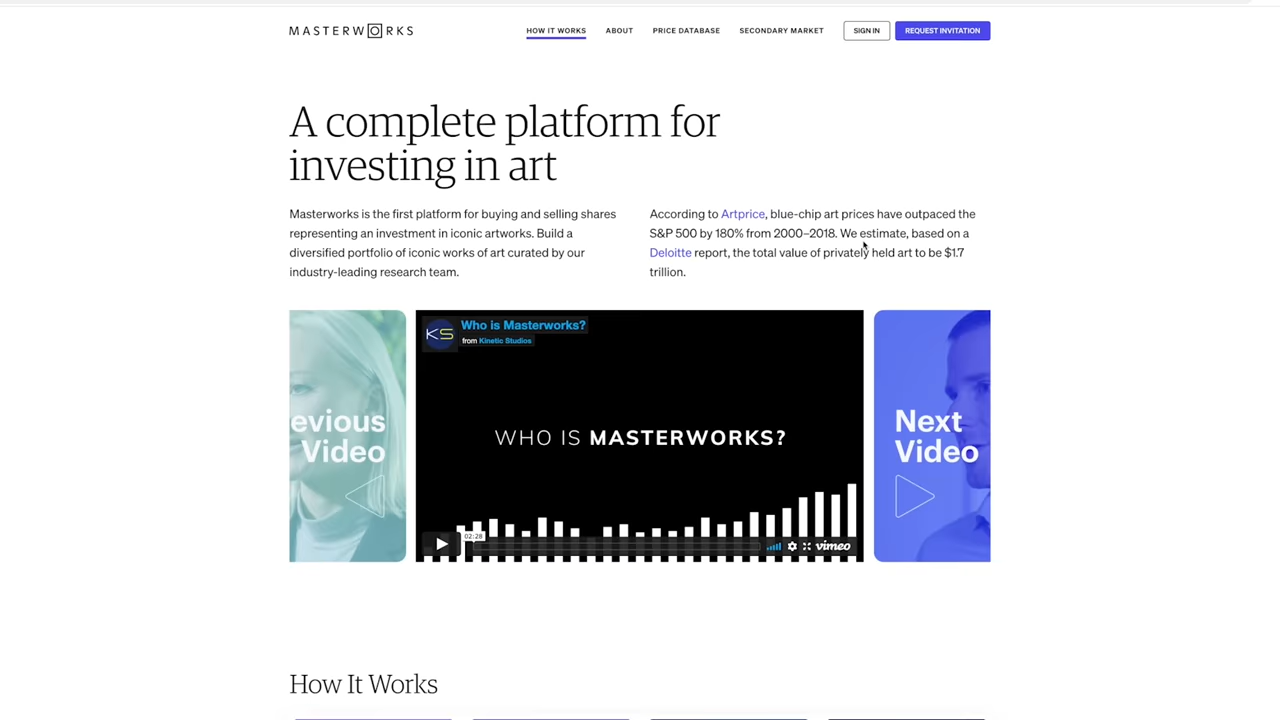 MASTERWORKS
HOW IT WORKS
ABOUT
PRICE DATABASE
SECONDARY MARKET
SIGN IN
REQUEST INVITATION
A complete platform for
investing in art
Masterworks is the first platform for buying and selling shares
representing an investment in iconic artworks. Build a
diversified portfolio of iconic works of art curated by our
industry-leading research team.
According to Artprice, blue-chip art prices have outpaced the
S&P 500 by 180% from 2000–2018. We estimate, based on a
Deloitte report, the total value of privately held art to be $1.7
trillion.
evious
Video
KS
Who is Masterworks?
from Kinetic Studios
WHO IS MASTERWORKS?
02:28
vimeo
Next
Video
How It Works